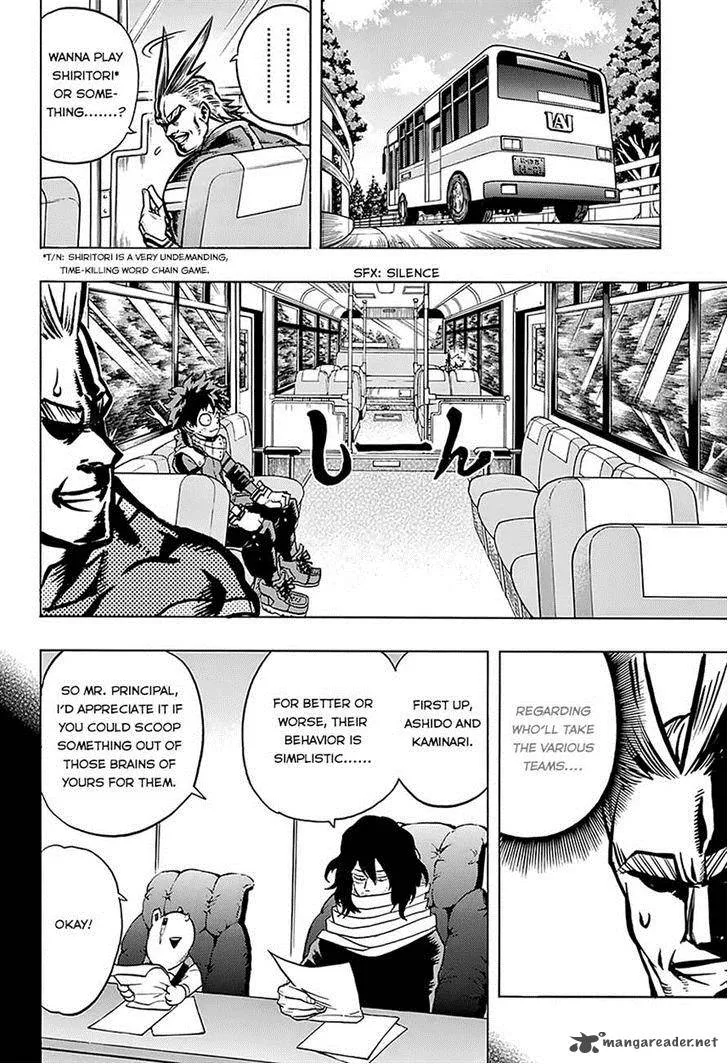 UA
WANNA PLAY
SHIRITORI*
OR SOME-
THING.......?
*T/N: SHIRITORI IS A VERY UNDEMANDING,
TIME-KILLING WORD CHAIN GAME.
SFX: SILENCE
しーん
REGARDING
WHO'LL TAKE
THE VARIOUS
TEAMS....
FIRST UP,
ASHIDO AND
KAMINARI.
FOR BETTER OR
WORSE, THEIR
BEHAVIOR IS
SIMPLISTIC......
SO MR. PRINCIPAL,
I'D APPRECIATE IT IF
YOU COULD SCOOP
SOMETHING OUT OF
THOSE BRAINS OF
YOURS FOR THEM.
OKAY!
mangareader.net